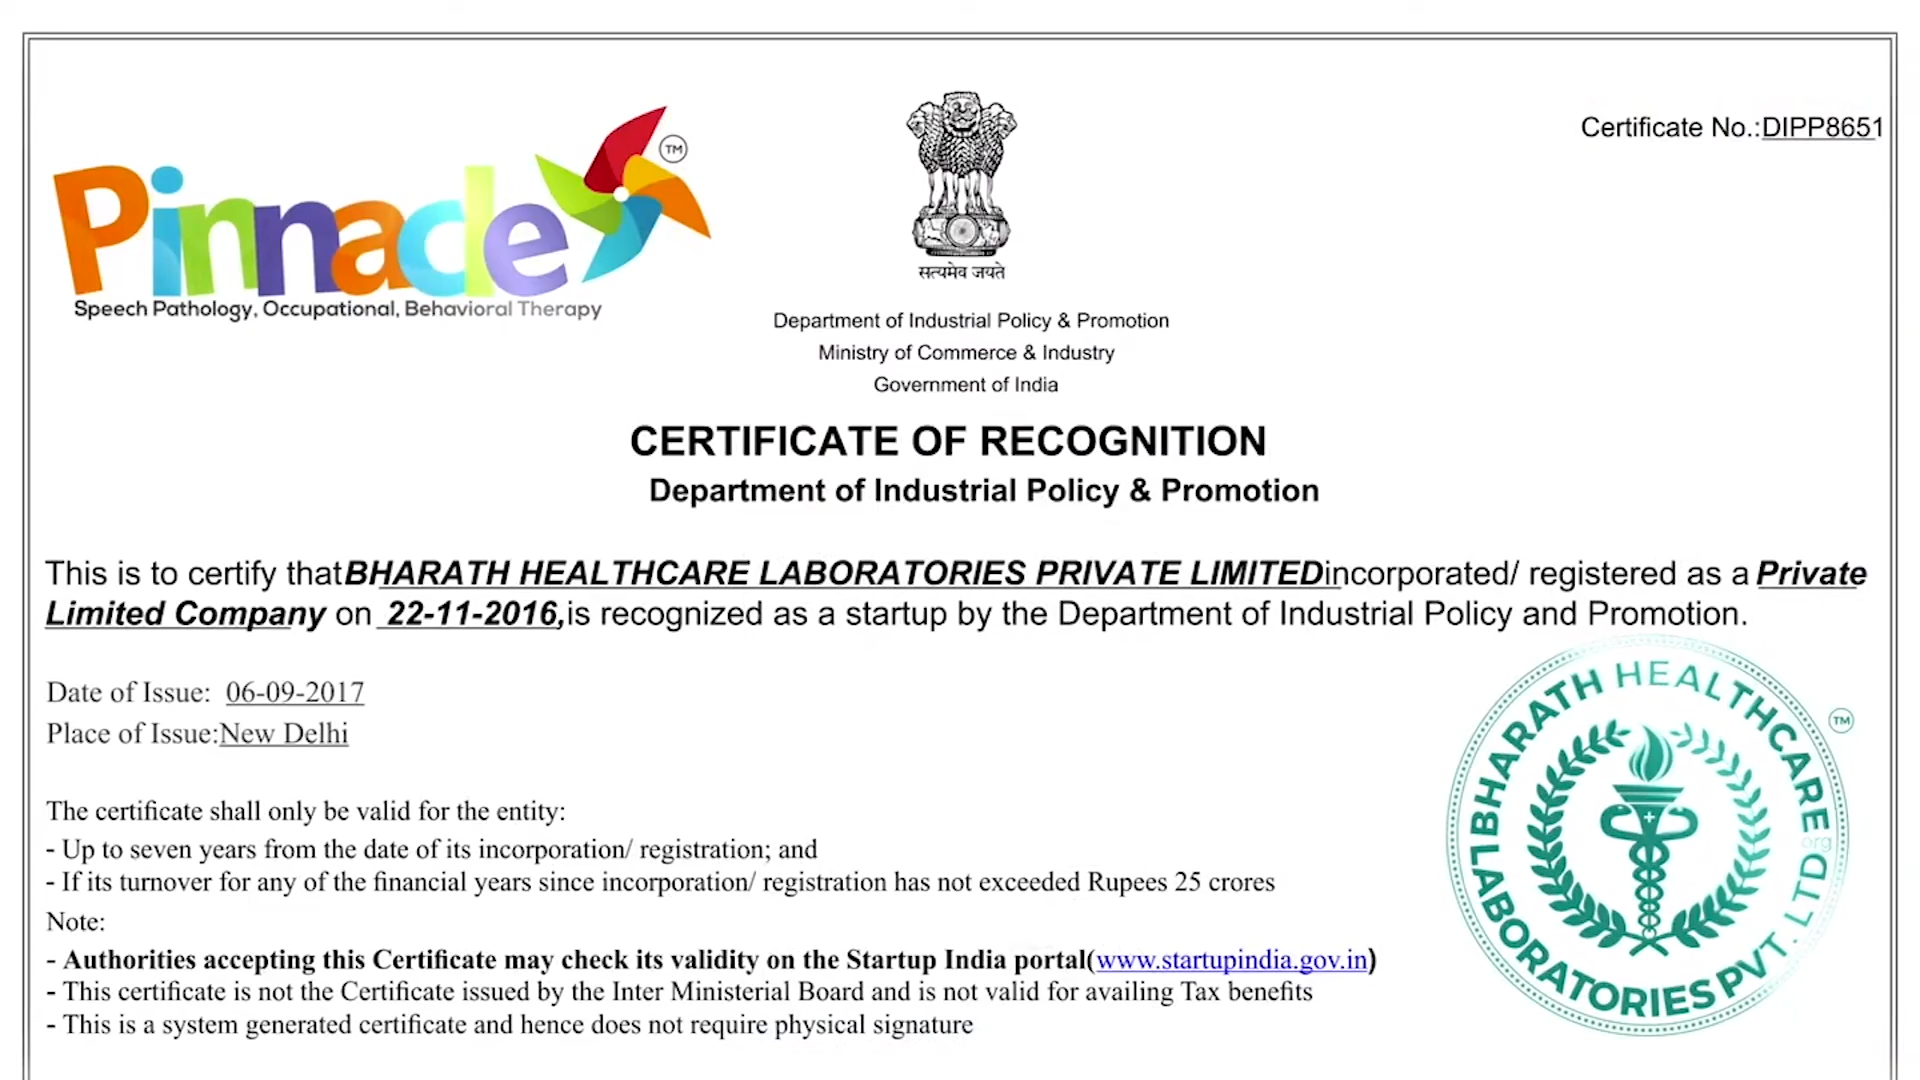 Pinnacle
TM
Speech Pathology, Occupational, Behavioral Therapy
सत्यमेव जयते
Certificate No.:DIPP8651
Department of Industrial Policy & Promotion
Ministry of Commerce & Industry
Government of India
CERTIFICATE OF RECOGNITION
Department of Industrial Policy & Promotion
This is to certify thatBHARATH HEALTHCARE LABORATORIES PRIVATE LIMITEDincorporated/ registered as a Private
Limited Company on 22-11-2016,is recognized as a startup by the Department of Industrial Policy and Promotion.
Date of Issue: 06-09-2017
Place of Issue:New Delhi
The certificate shall only be valid for the entity:
- Up to seven years from the date of its incorporation/ registration; and
- If its turnover for any of the financial years since incorporation/ registration has not exceeded Rupees 25 crores
Note:
- Authorities accepting this Certificate may check its validity on the Startup India portal(www.startupindia.gov.in)
- This certificate is not the Certificate issued by the Inter Ministerial Board and is not valid for availing Tax benefits
- This is a system generated certificate and hence does not require physical signature
BHARATH HEALTHCARE
LABORATORIES PVT. LTD
.org
TM